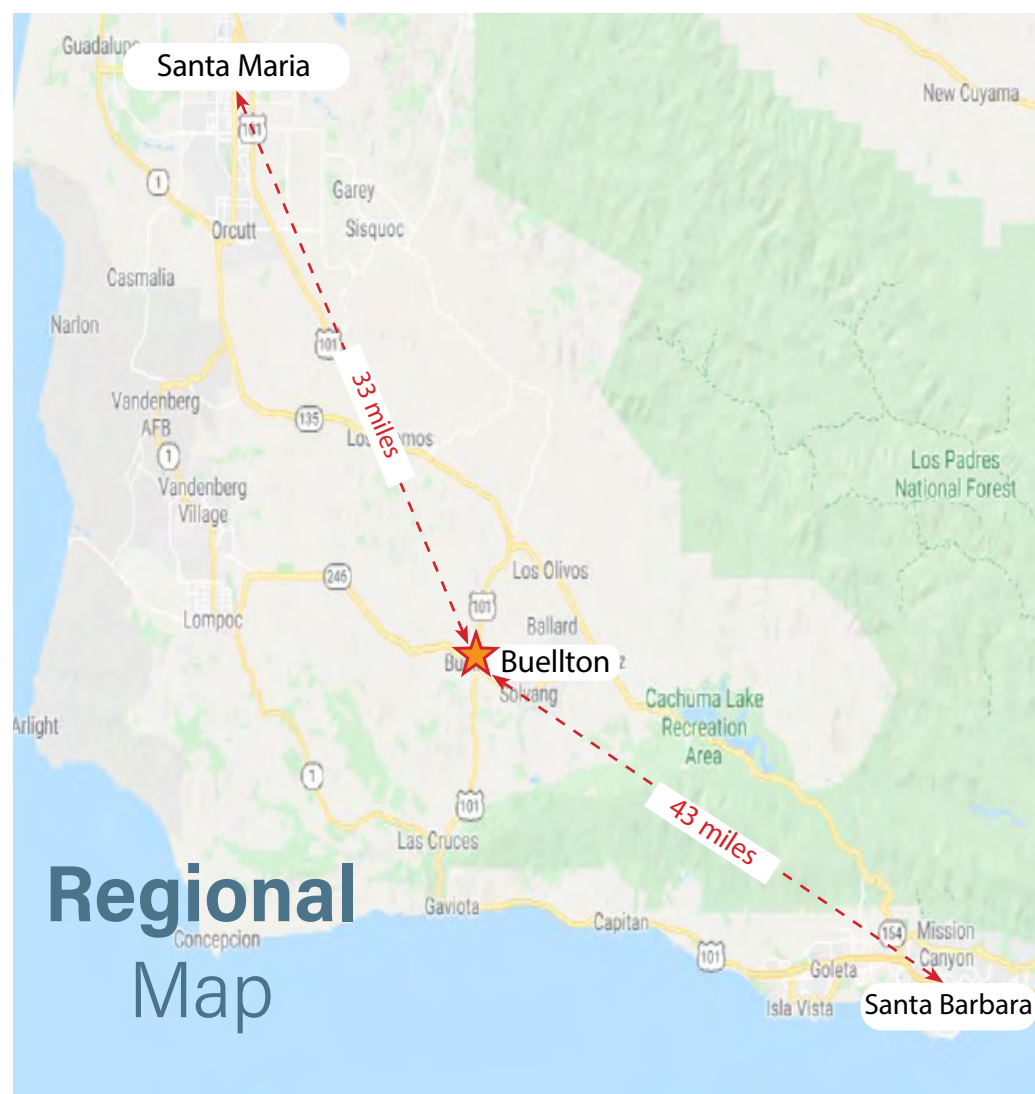 Guadalup
Santa Maria
New Cuyama
101
1
Garey
Orcutt
Sisquoc
Casmalia
Narlon
101
33 miles
Vandenberg
AFB
135
Los
mos
1
Los Padres
National Forest
Vandenberg
Village
246
Los Olivos
101
Lompoc
Ballard
Bu
Buellton
z
Solvang
Cachuma Lake
Recreation
Area
Arlight
1
101
43 miles
Las Cruces
Regional
Map
Gaviota
Concepcion
Capitan
154
Mission
Canyon
101
Goleta
Isla Vista
Santa Barbara